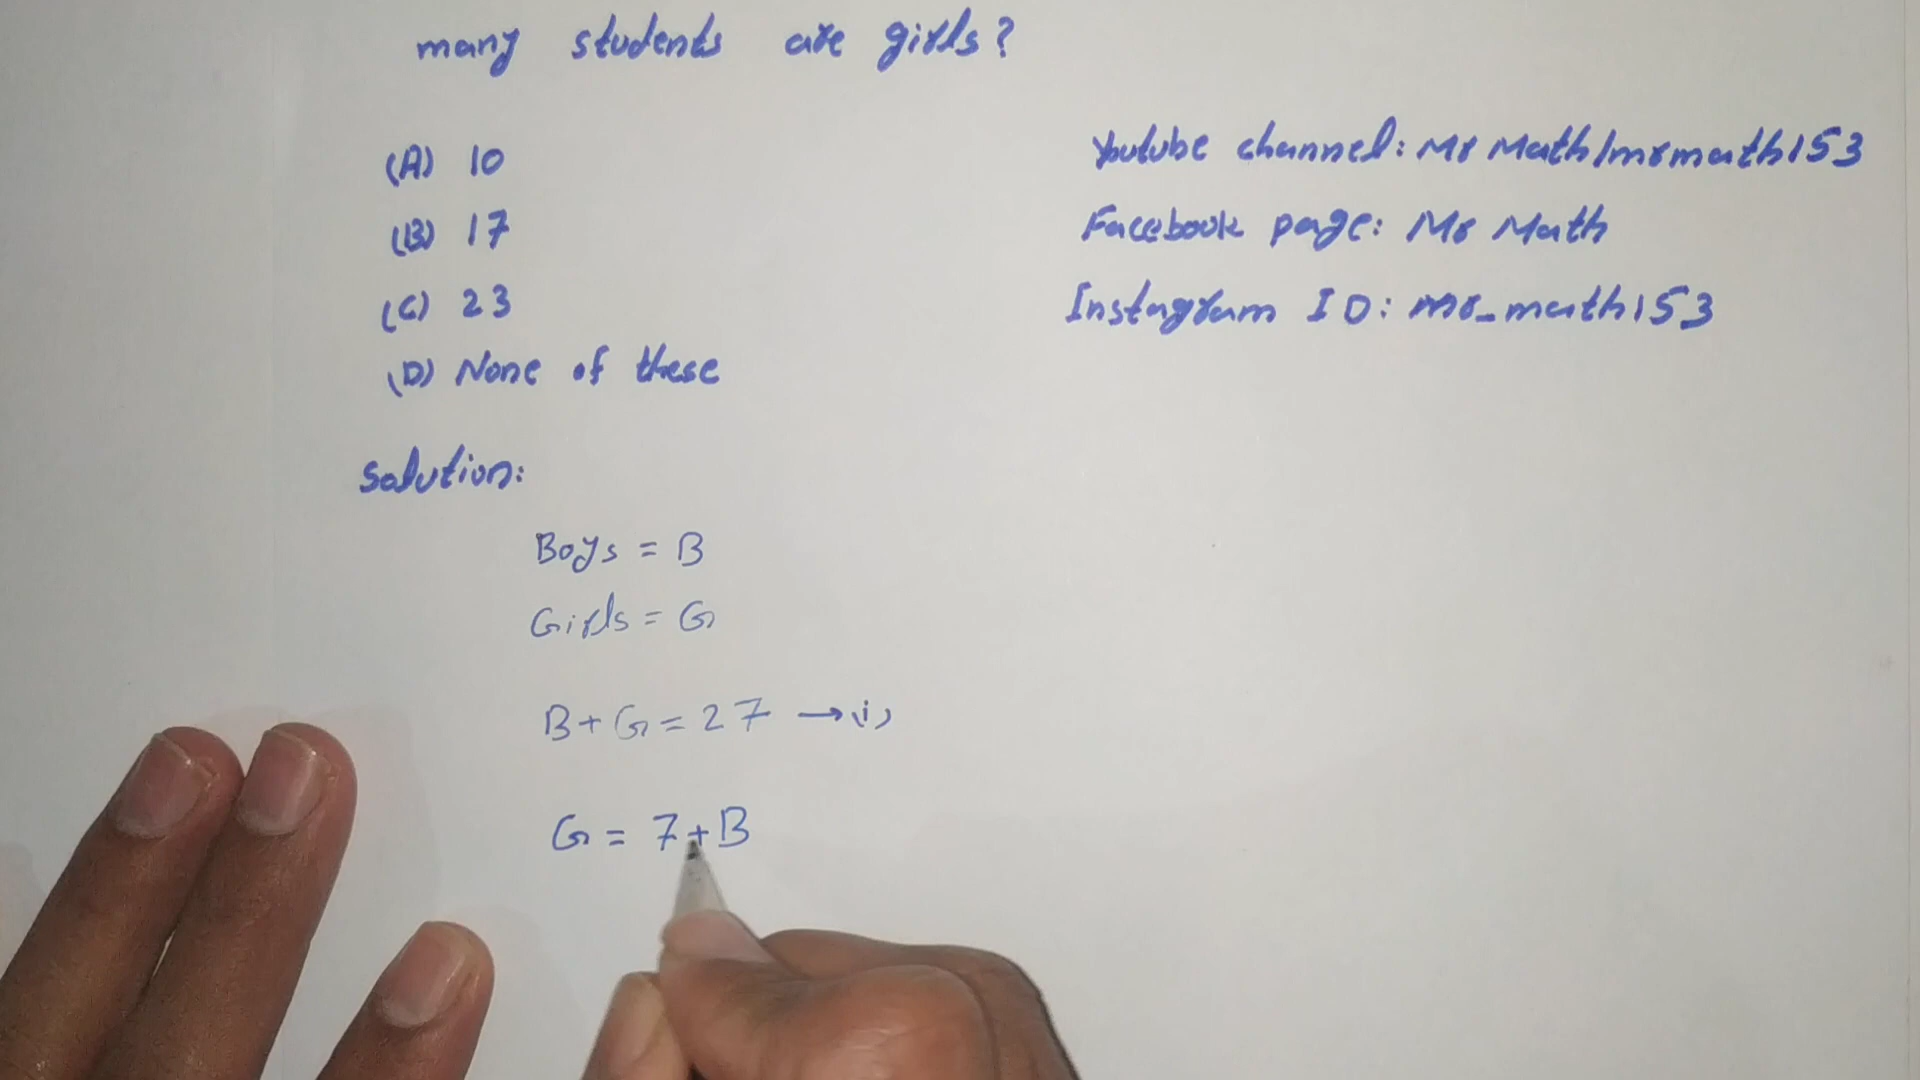 many students are girls?
(A) 10
(B) 17
(C) 23
(D) None of these
Youtube channel: Mr Math/mrmath153
Facebook page: Mr Math
Instagram ID: mr_math153
Solution:
Boys = B
Girls = G
B+G=27 → (i)
G = 7+B